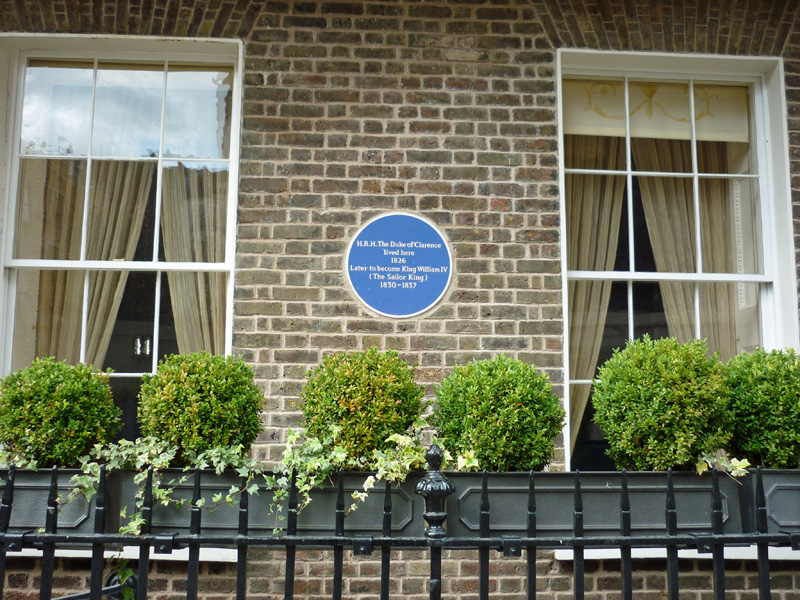 H.R.H. The Duke of Clarence
lived here
1826
Later to become King William IV
( The Sailor King )
1830-1837